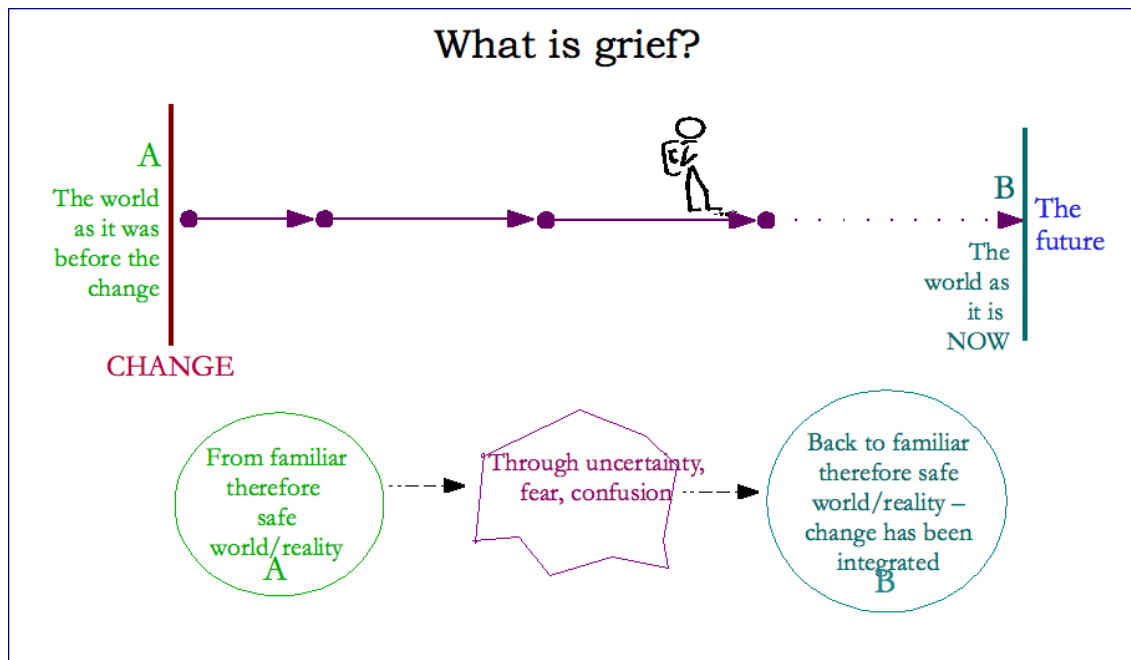 What is grief?
A
The world
as it was
before the
change
CHANGE
B
The
world as
it is
NOW
The
future
From familiar
therefore
safe
world/reality
A
Through uncertainty,
fear, confusion
Back to familiar
therefore safe
world/reality –
change has been
integrated
B